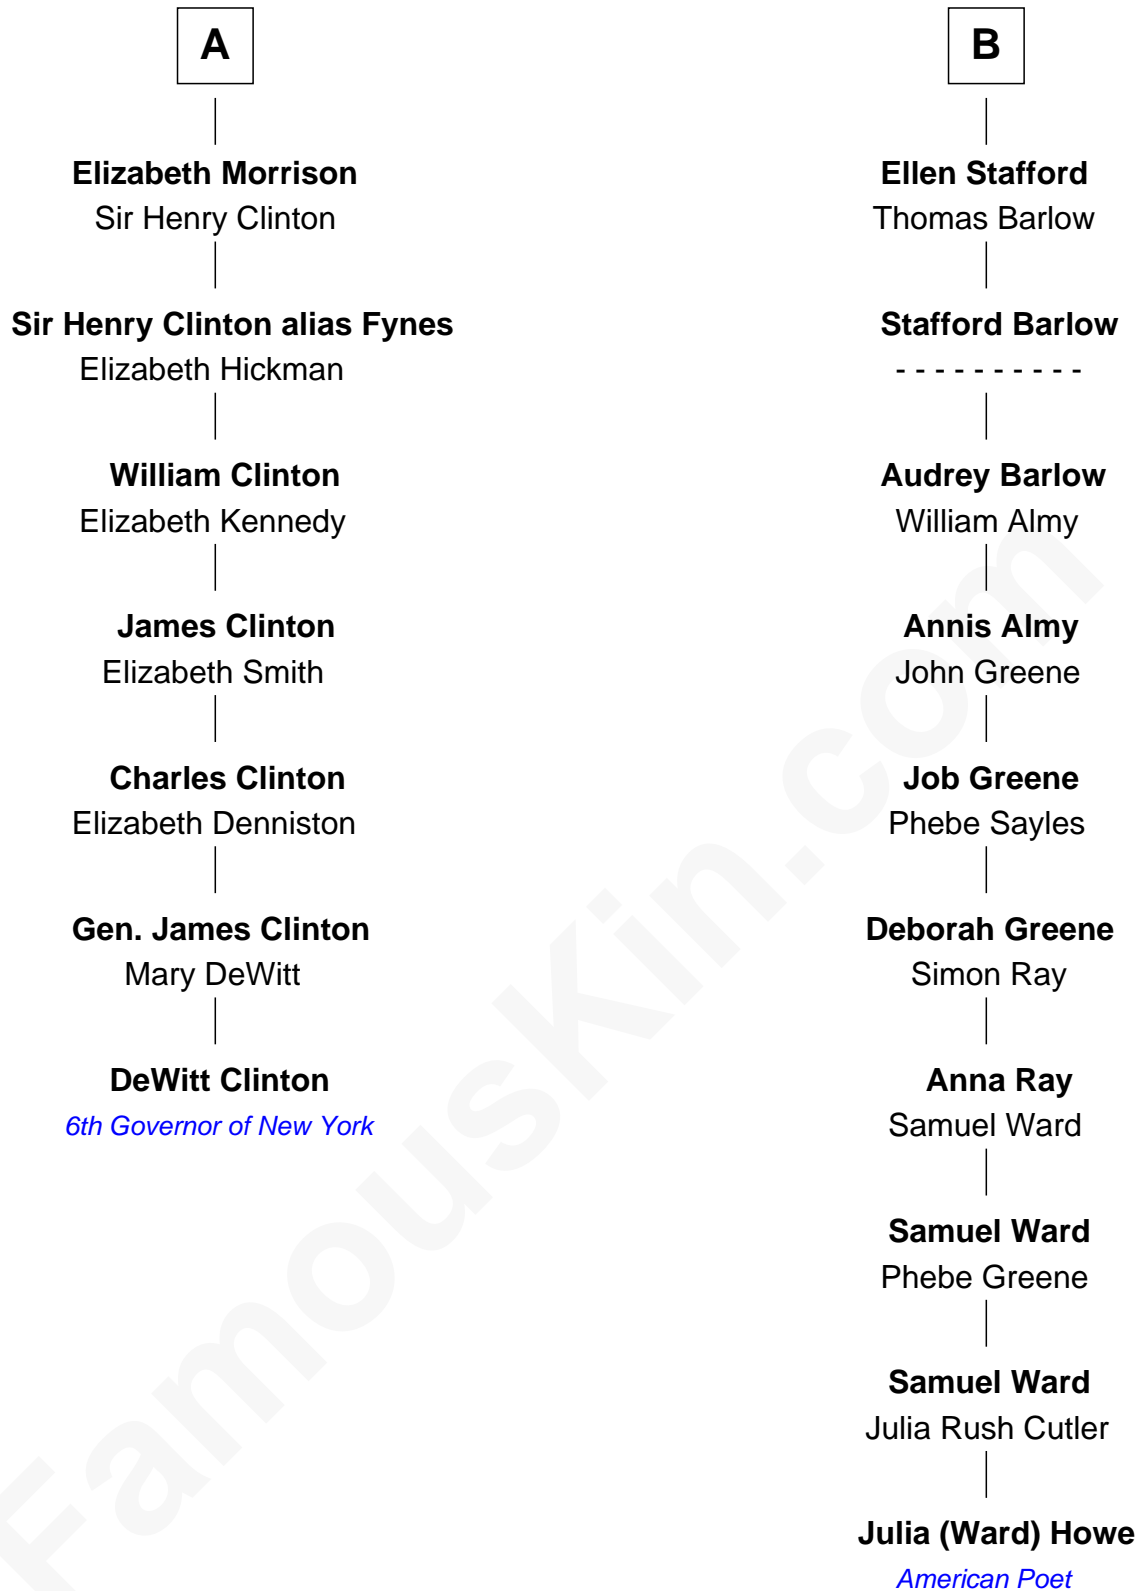 A
Elizabeth Morrison
Sir Henry Clinton
Sir Henry Clinton alias Fynes
Elizabeth Hickman
William Clinton
Elizabeth Kennedy
James Clinton
Elizabeth Smith
Charles Clinton
Elizabeth Denniston
Gen. James Clinton
Mary DeWitt
DeWitt Clinton
6th Governor of New York
B
Ellen Stafford
Thomas Barlow
Stafford Barlow
- - - - - - - - - -
Audrey Barlow
William Almy
Annis Almy
John Greene
Job Greene
Phebe Sayles
Deborah Greene
Simon Ray
Anna Ray
Samuel Ward
Samuel Ward
Phebe Greene
Samuel Ward
Julia Rush Cutler
Julia (Ward) Howe
American Poet
FamousKin.com